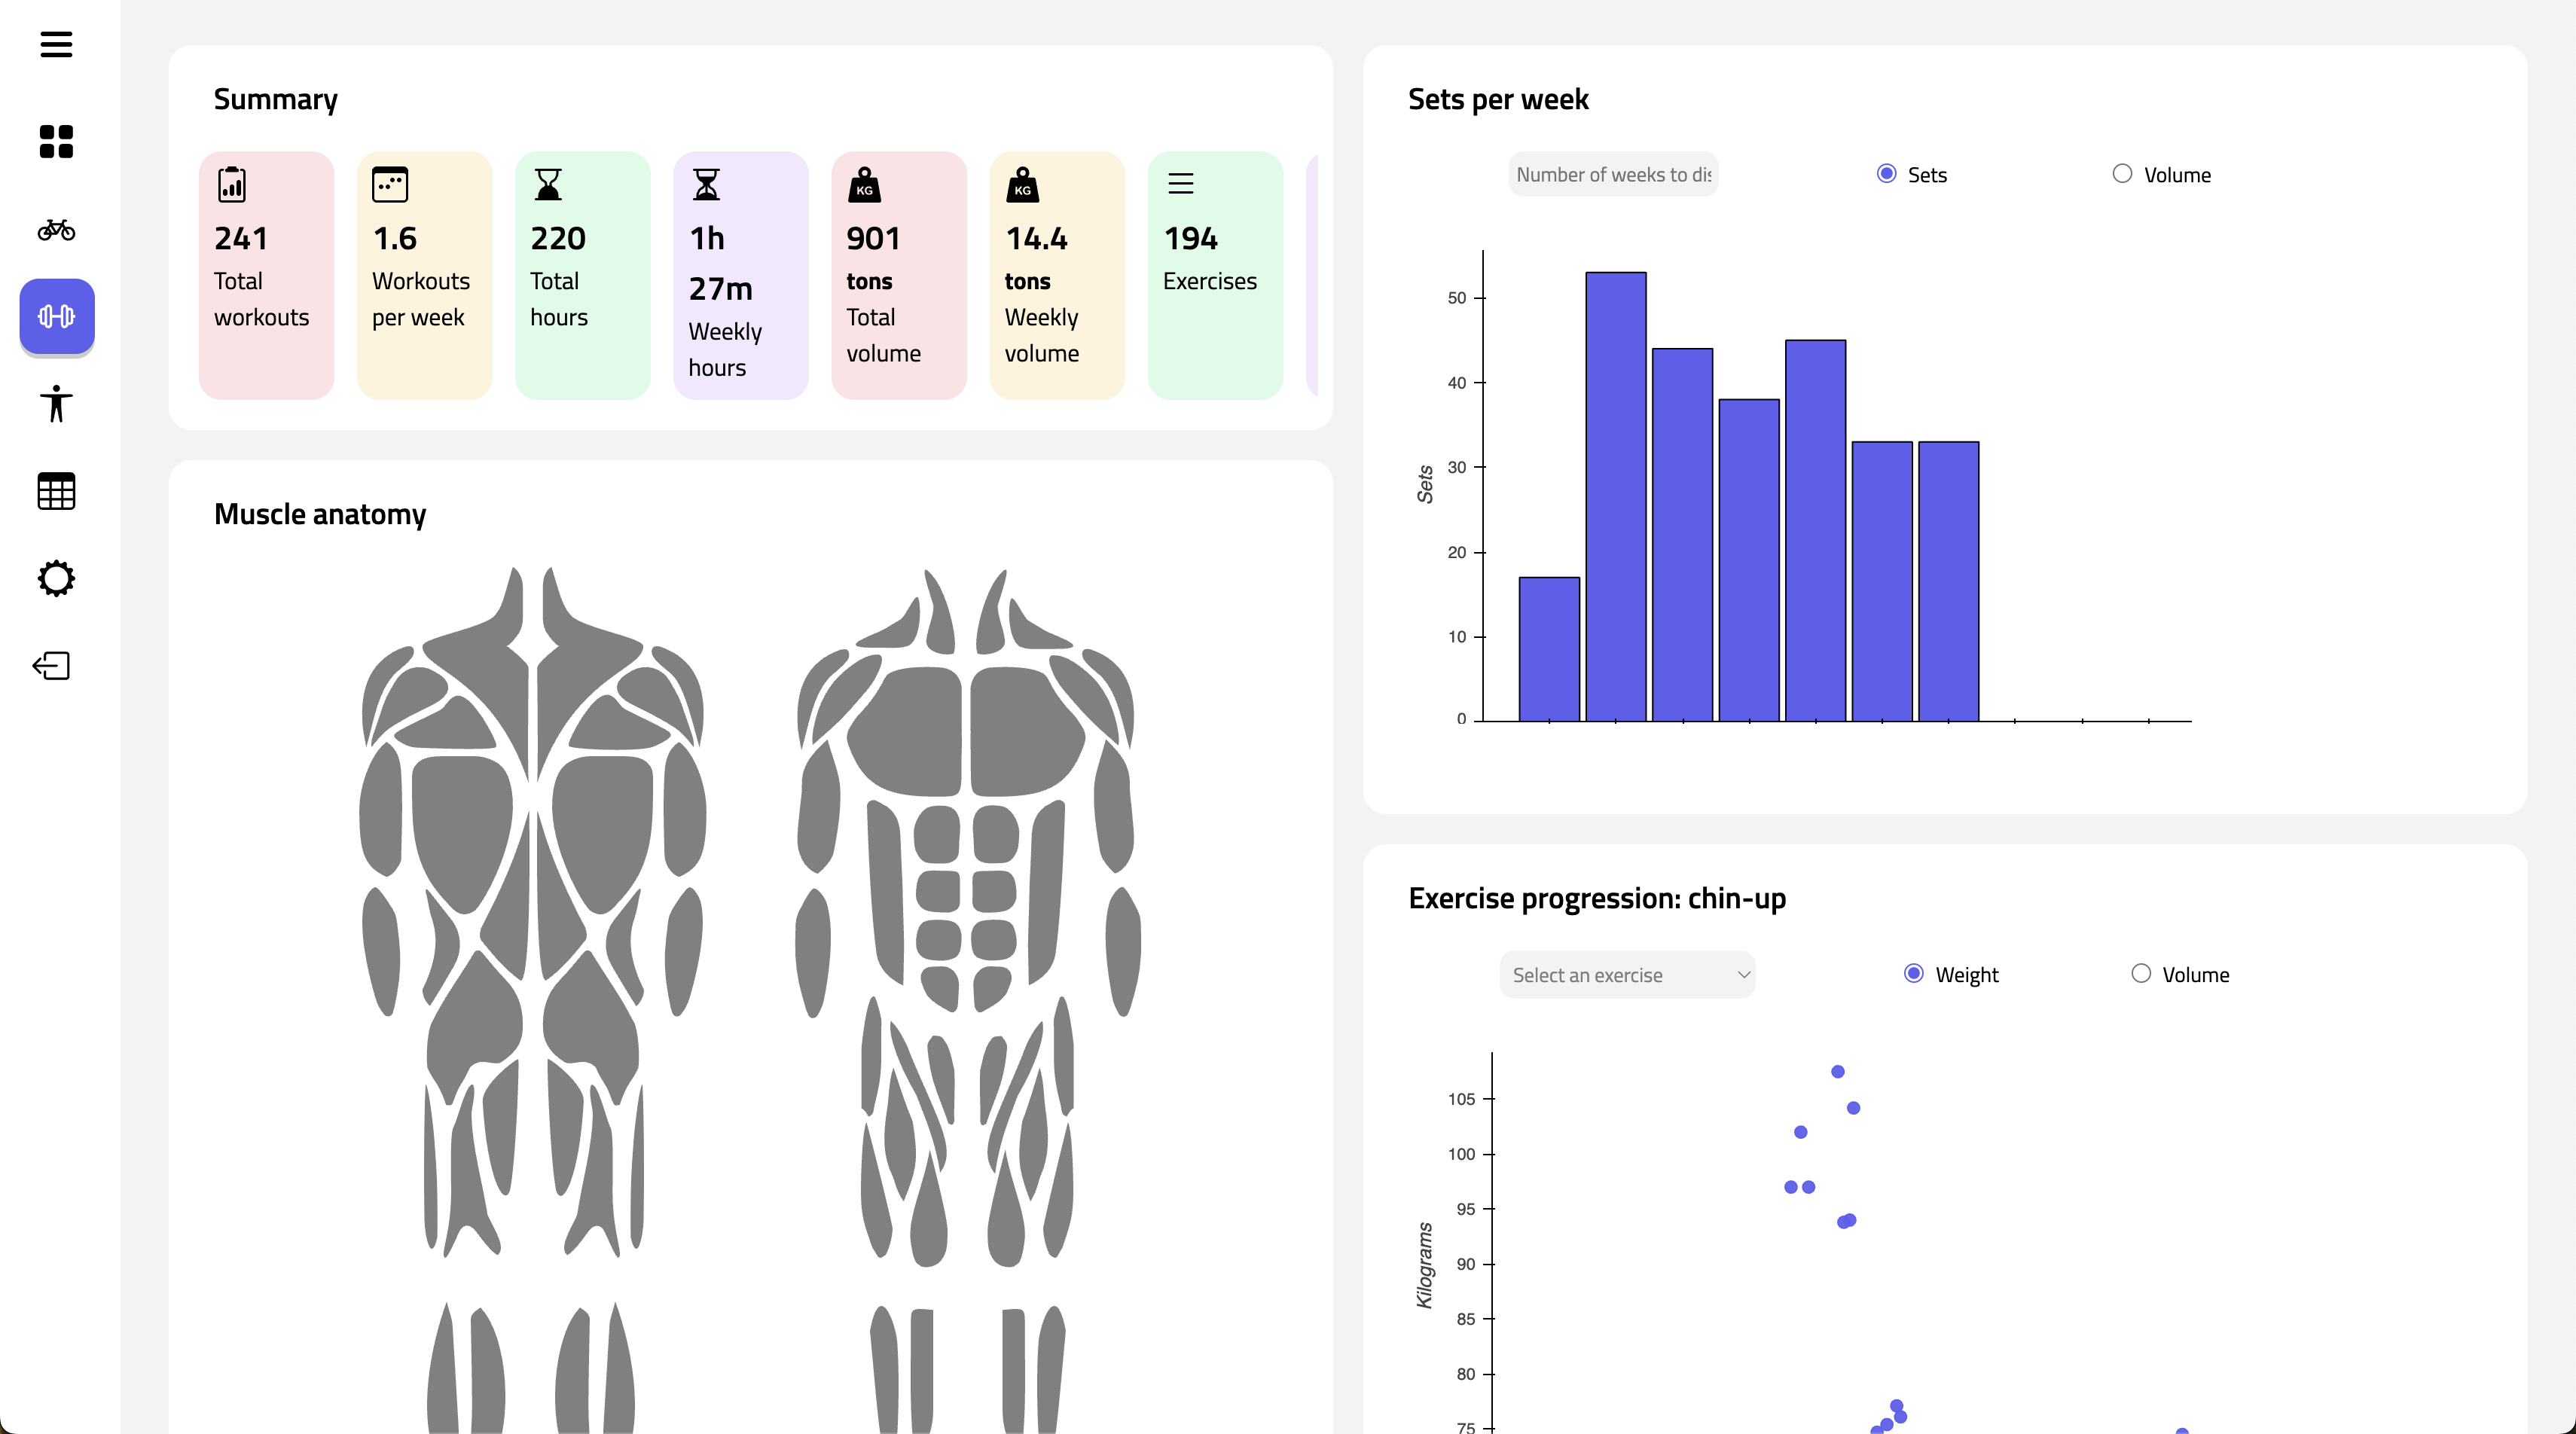 Summary
241
Total
workouts
1.6
Workouts
per week
220
Total
hours
1h
27m
Weekly
hours
KG
901
tons
Total
volume
KG
14.4
tons
Weekly
volume
194
Exercises
Muscle anatomy
Sets per week
Number of weeks to dis
Sets
Volume
50
40
30
20
10
0
Sets
Exercise progression: chin-up
Select an exercise
Weight
Volume
105
100
95
90
85
80
75
Kilograms